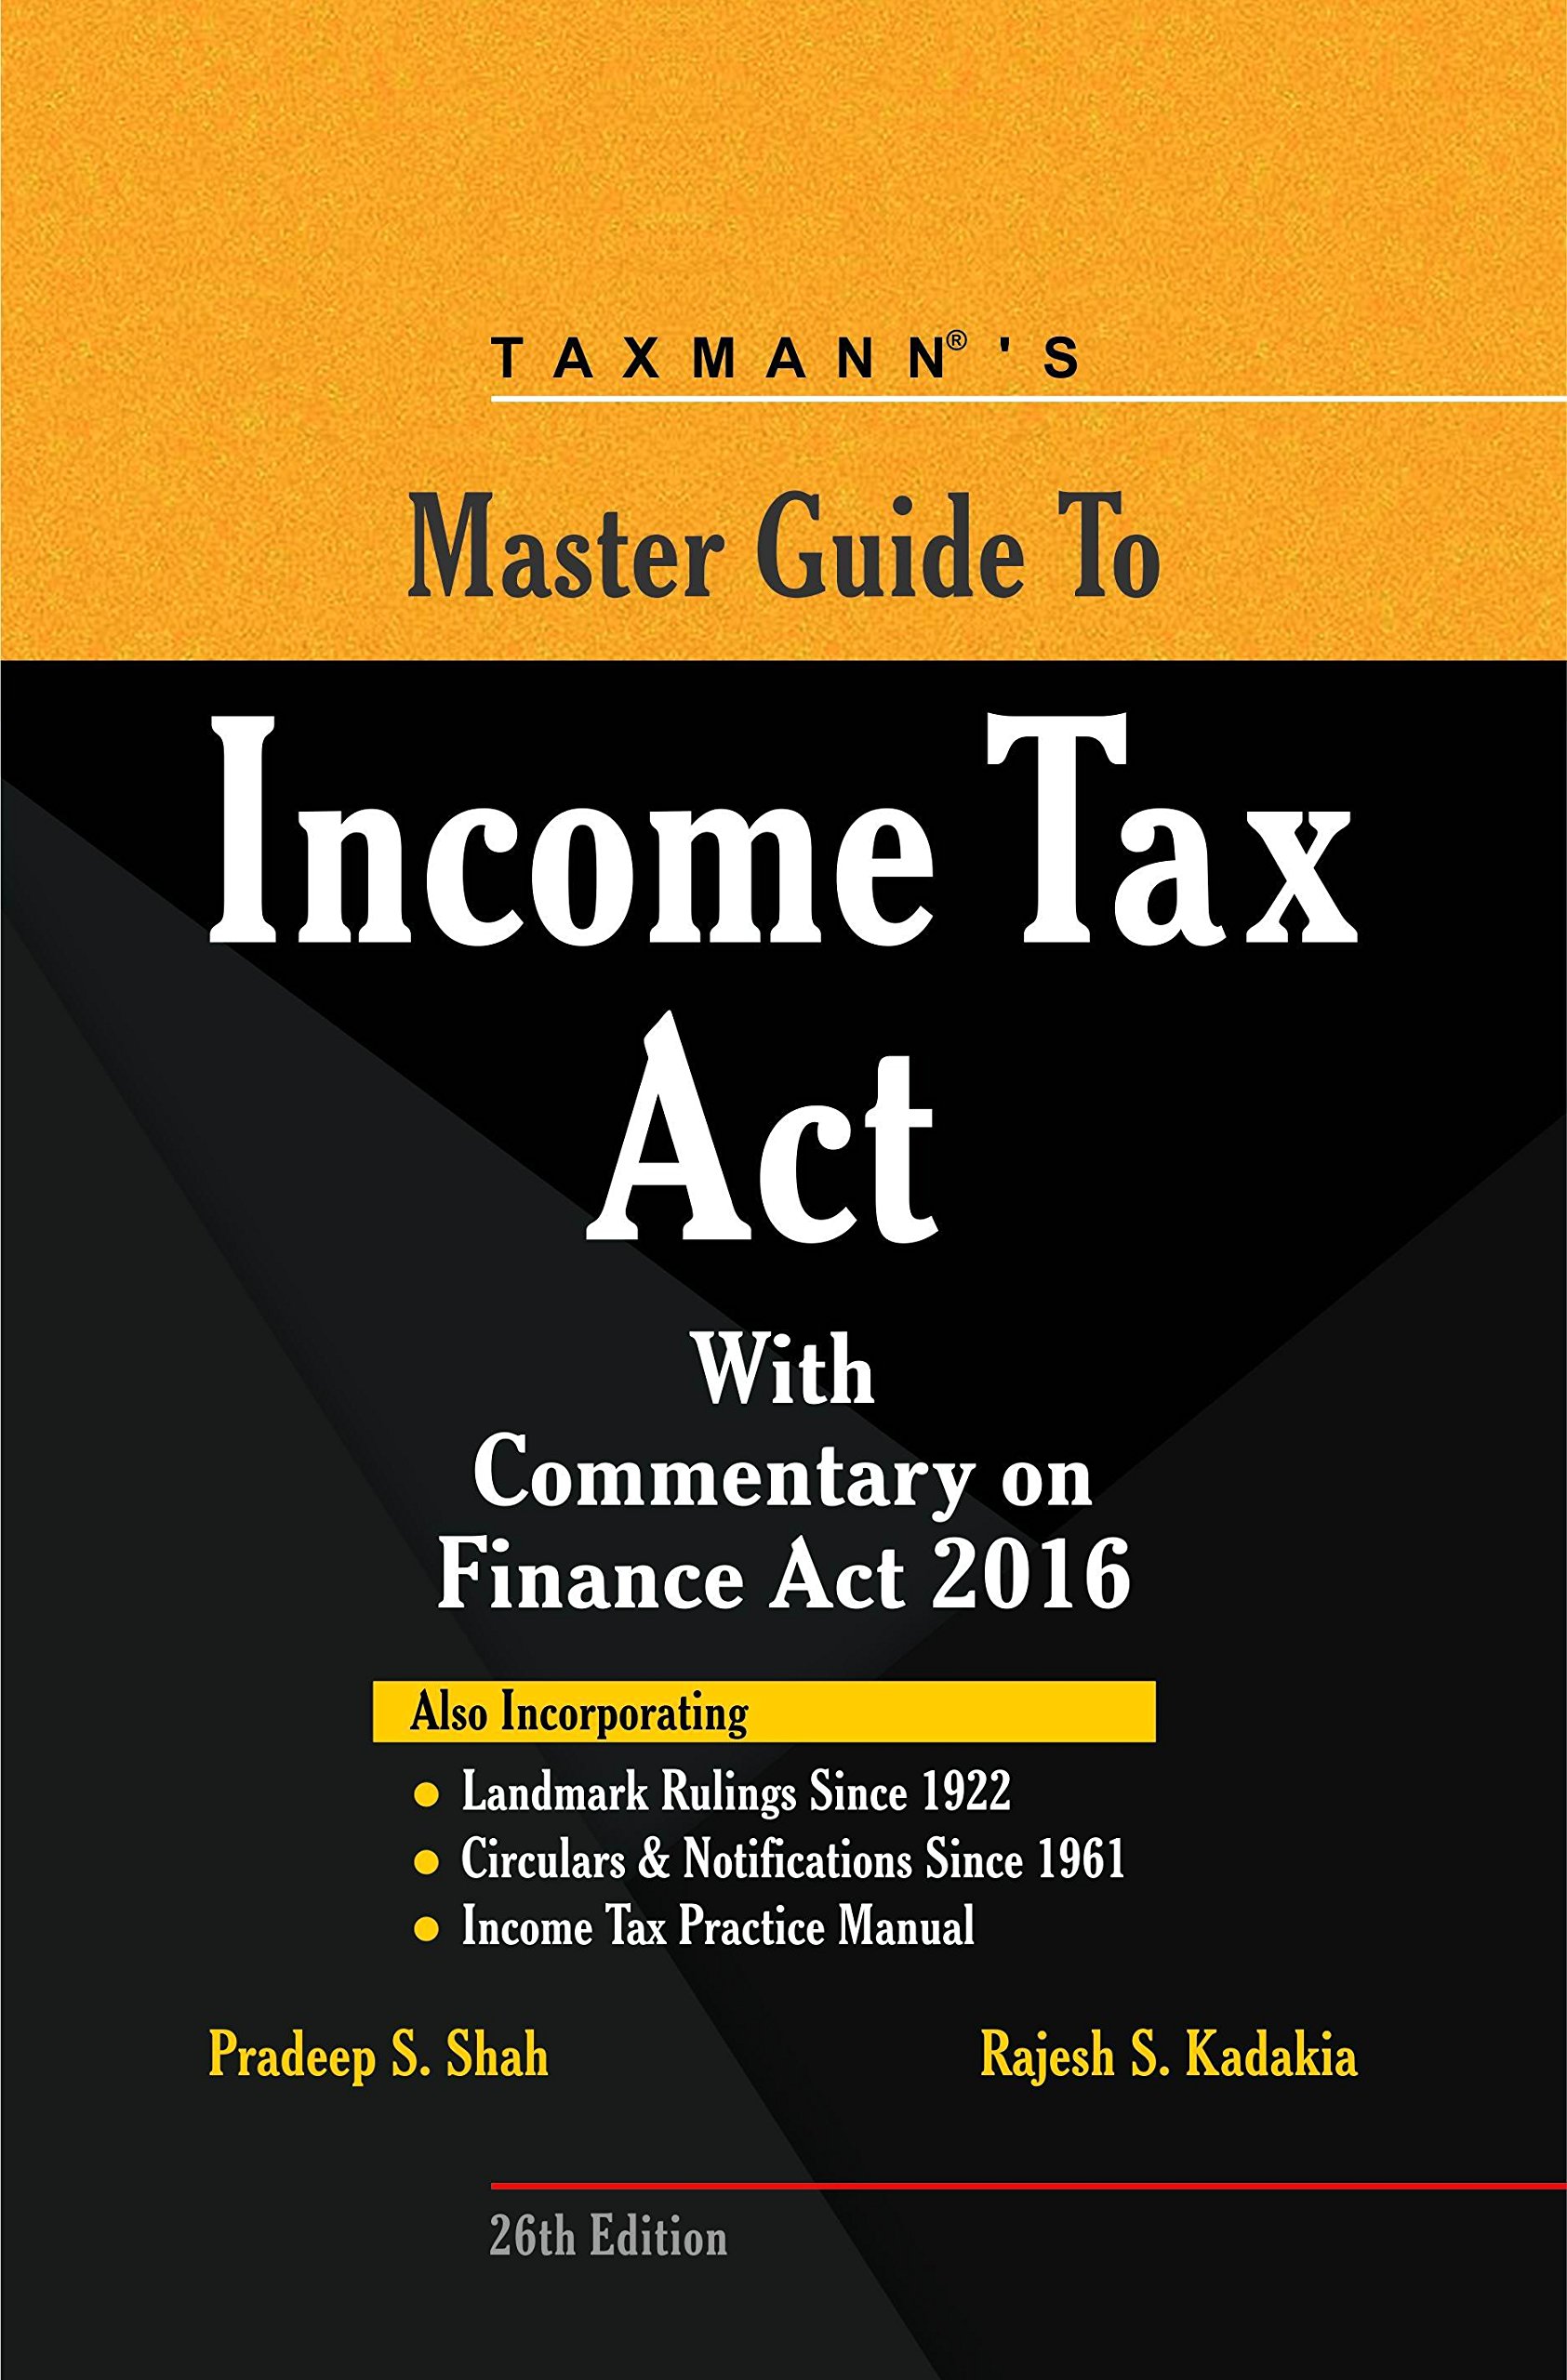 TAXMANN®'S
Master Guide To
Income Tax
Act
With
Commentary on
Finance Act 2016
Also Incorporating
● Landmark Rulings Since 1922
● Circulars & Notifications Since 1961
● Income Tax Practice Manual
Pradeep S. Shah Rajesh S. Kadakia
26th Edition